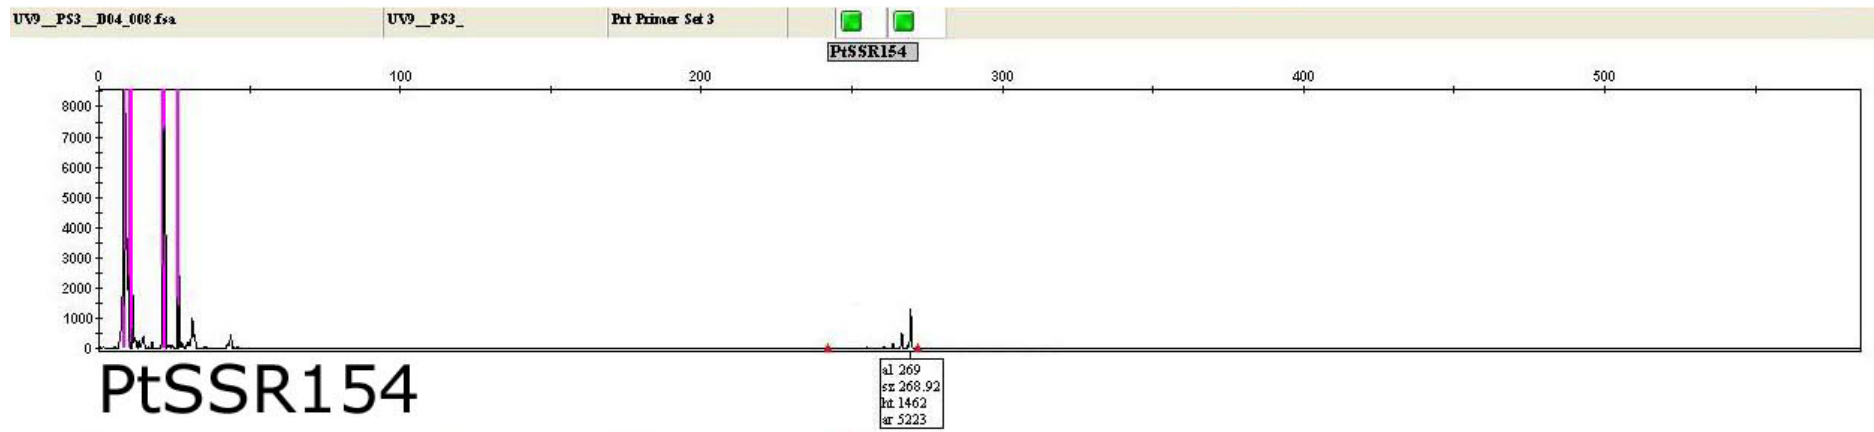 UV9__PS3__D04_008.fsa UV9__PS3_ Prt Primer Set 3
PtSSR154
0 100 200 300 400 500
8000
7000
6000
5000
4000
3000
2000
1000
0
al 269
sz 268.92
ht 1462
ar 5223
PtSSR154